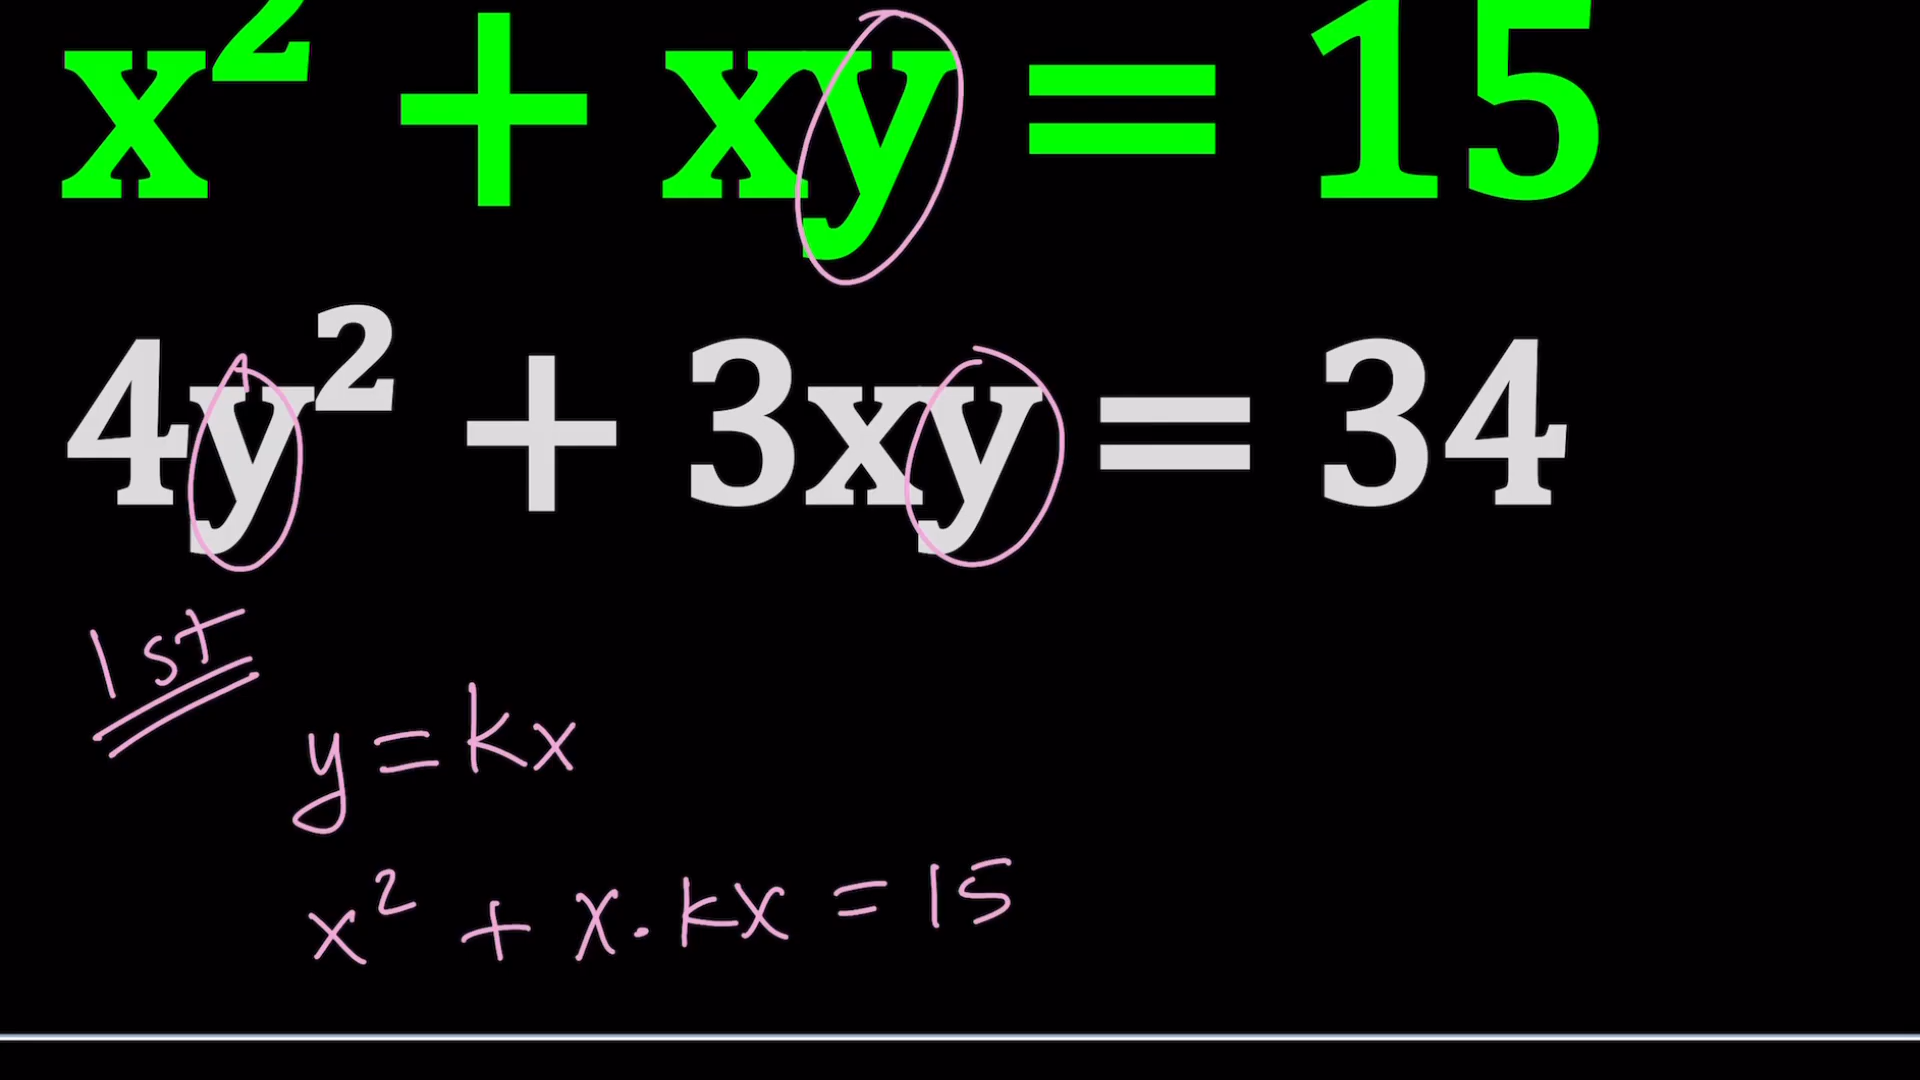 x² + xy = 15
4y² + 3xy = 34
1st
y = kx
x² + x · kx = 15